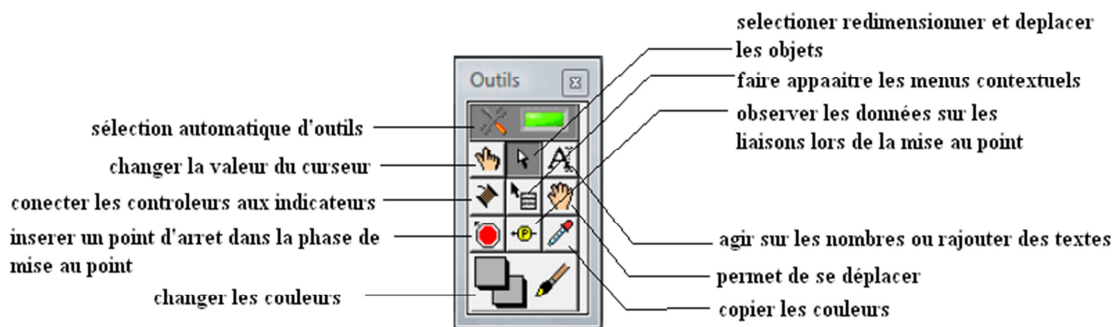 selectioner redimensionner et deplacer
les objets
Outils
faire appaaitre les menus contextuels
observer les données sur les
liaisons lors de la mise au point
sélection automatique d'outils
changer la valeur du curseur
conecter les controleurs aux indicateurs
inserer un point d'arret dans la phase de
mise au point
changer les couleurs
agir sur les nombres ou rajouter des textes
permet de se déplacer
copier les couleurs
A
P